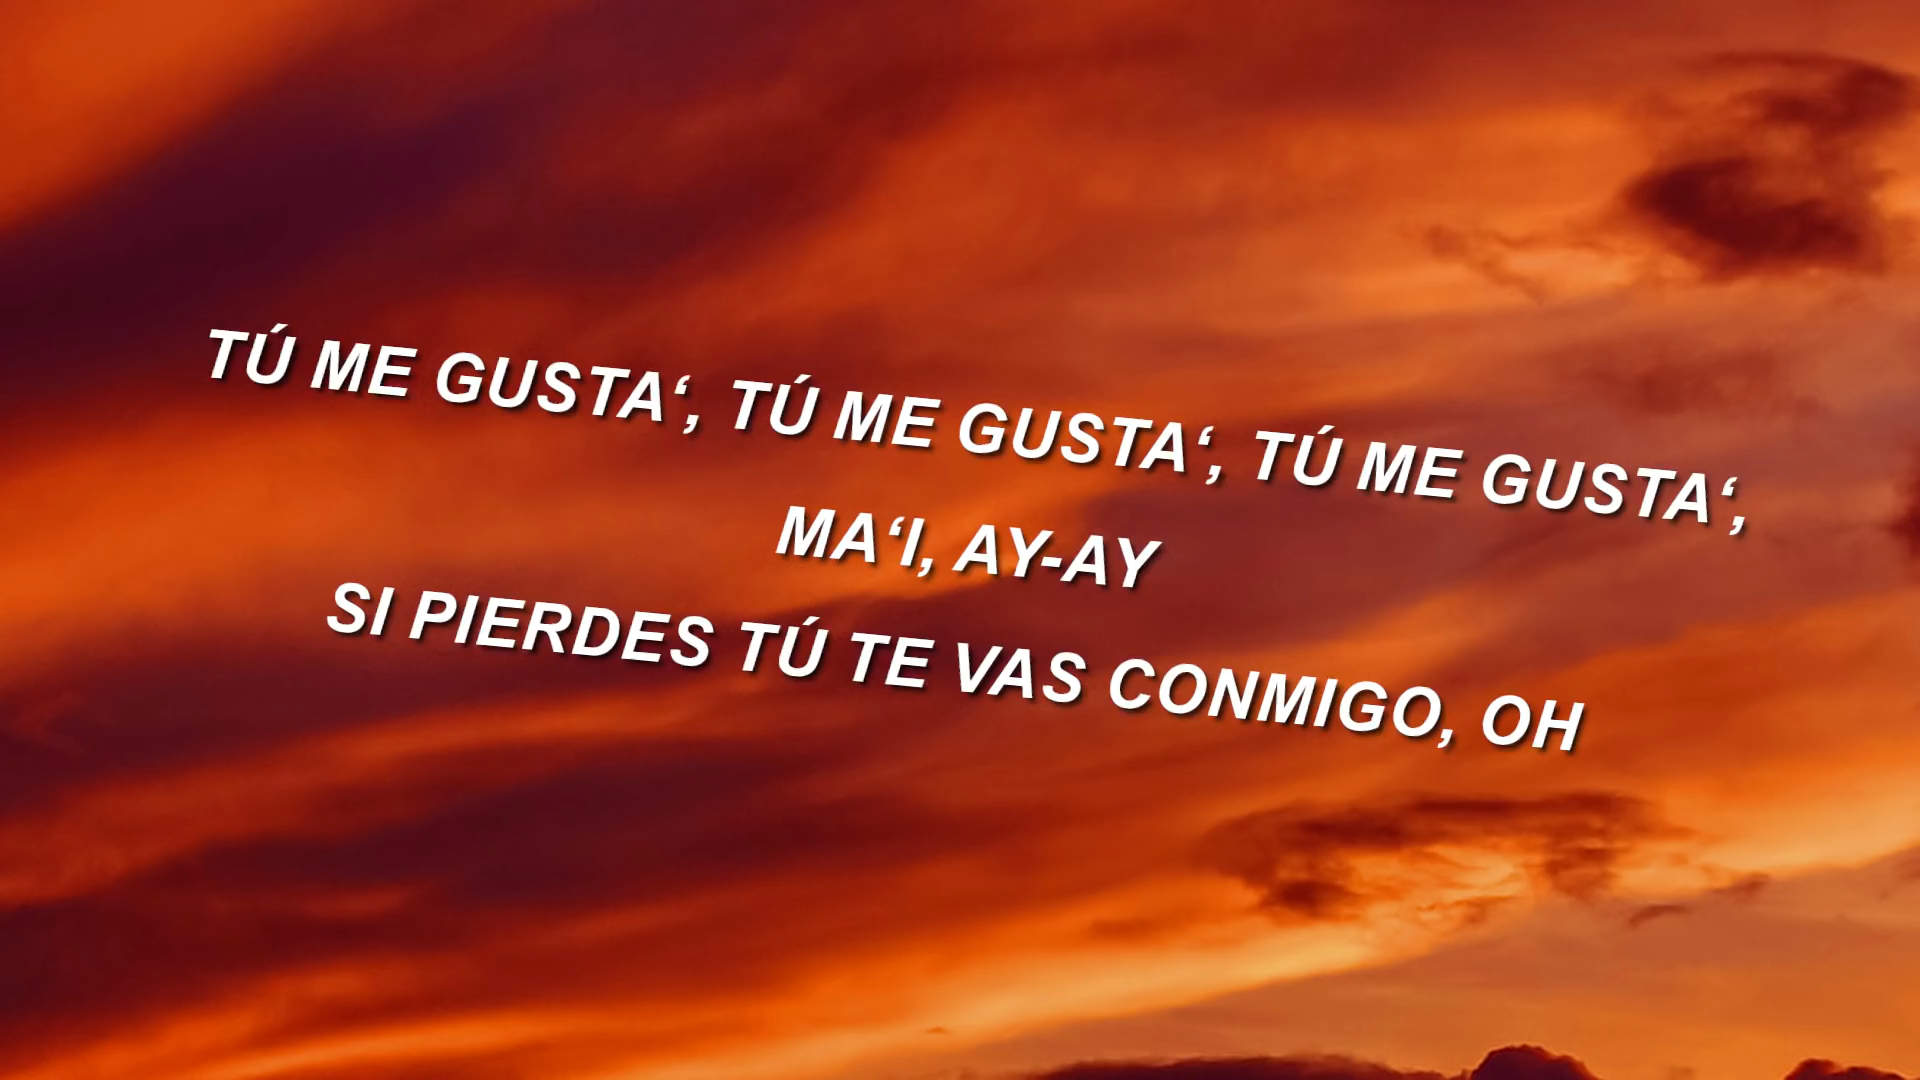 TÚ ME GUSTA‘, TÚ ME GUSTA‘, TÚ ME GUSTA‘,
MA‘I, AY-AY
SI PIERDES TÚ TE VAS CONMIGO, OH